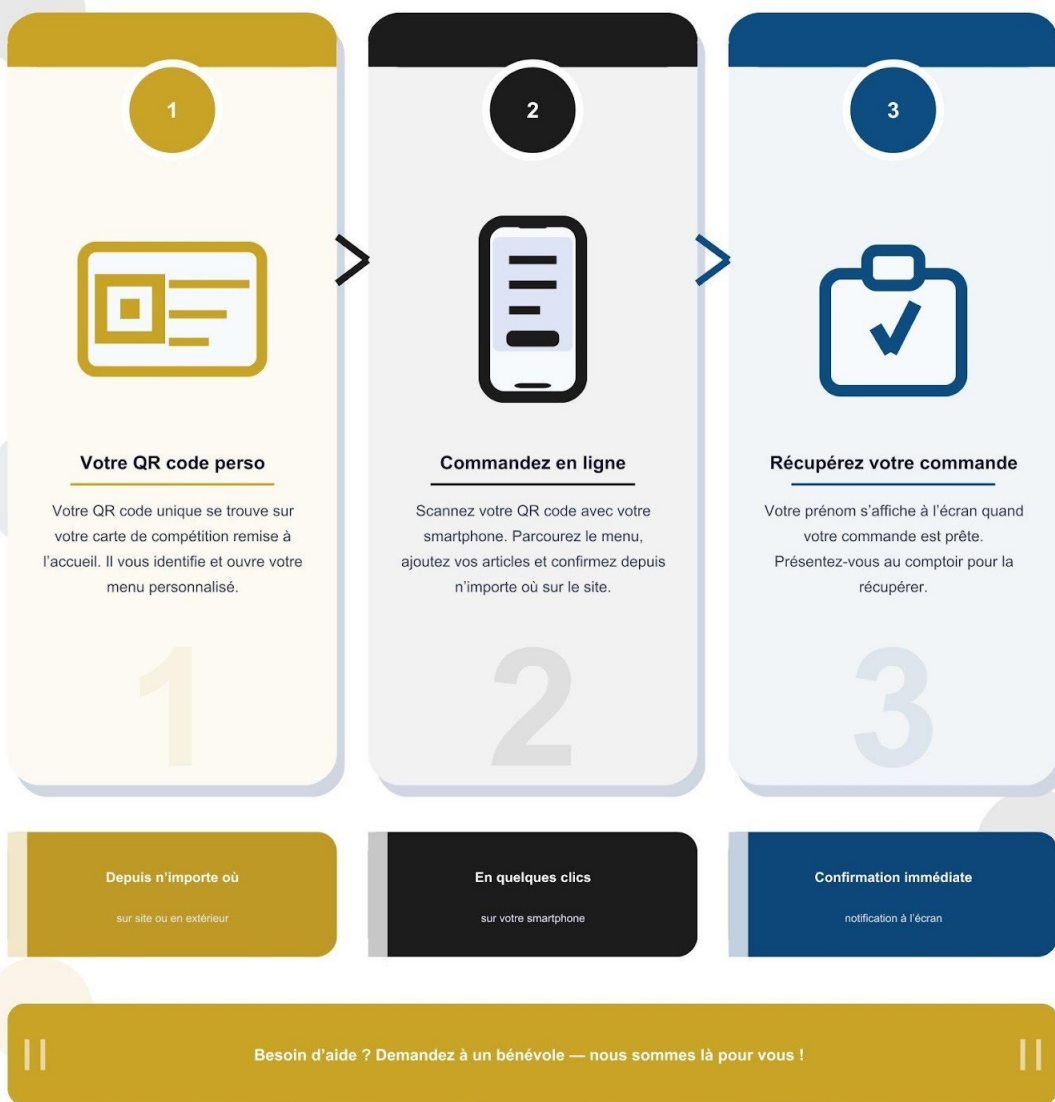 1
2
3
Votre QR code perso
Votre QR code unique se trouve sur
votre carte de compétition remise à
l’accueil. Il vous identifie et ouvre votre
menu personnalisé.
1
Commandez en ligne
Scannez votre QR code avec votre
smartphone. Parcourez le menu,
ajoutez vos articles et confirmez depuis
n’importe où sur le site.
2
Récupérez votre commande
Votre prénom s’affiche à l’écran quand
votre commande est prête.
Présentez-vous au comptoir pour la
récupérer.
3
Depuis n’importe où
sur site ou en extérieur
En quelques clics
sur votre smartphone
Confirmation immédiate
notification à l’écran
Besoin d’aide ? Demandez à un bénévole — nous sommes là pour vous !